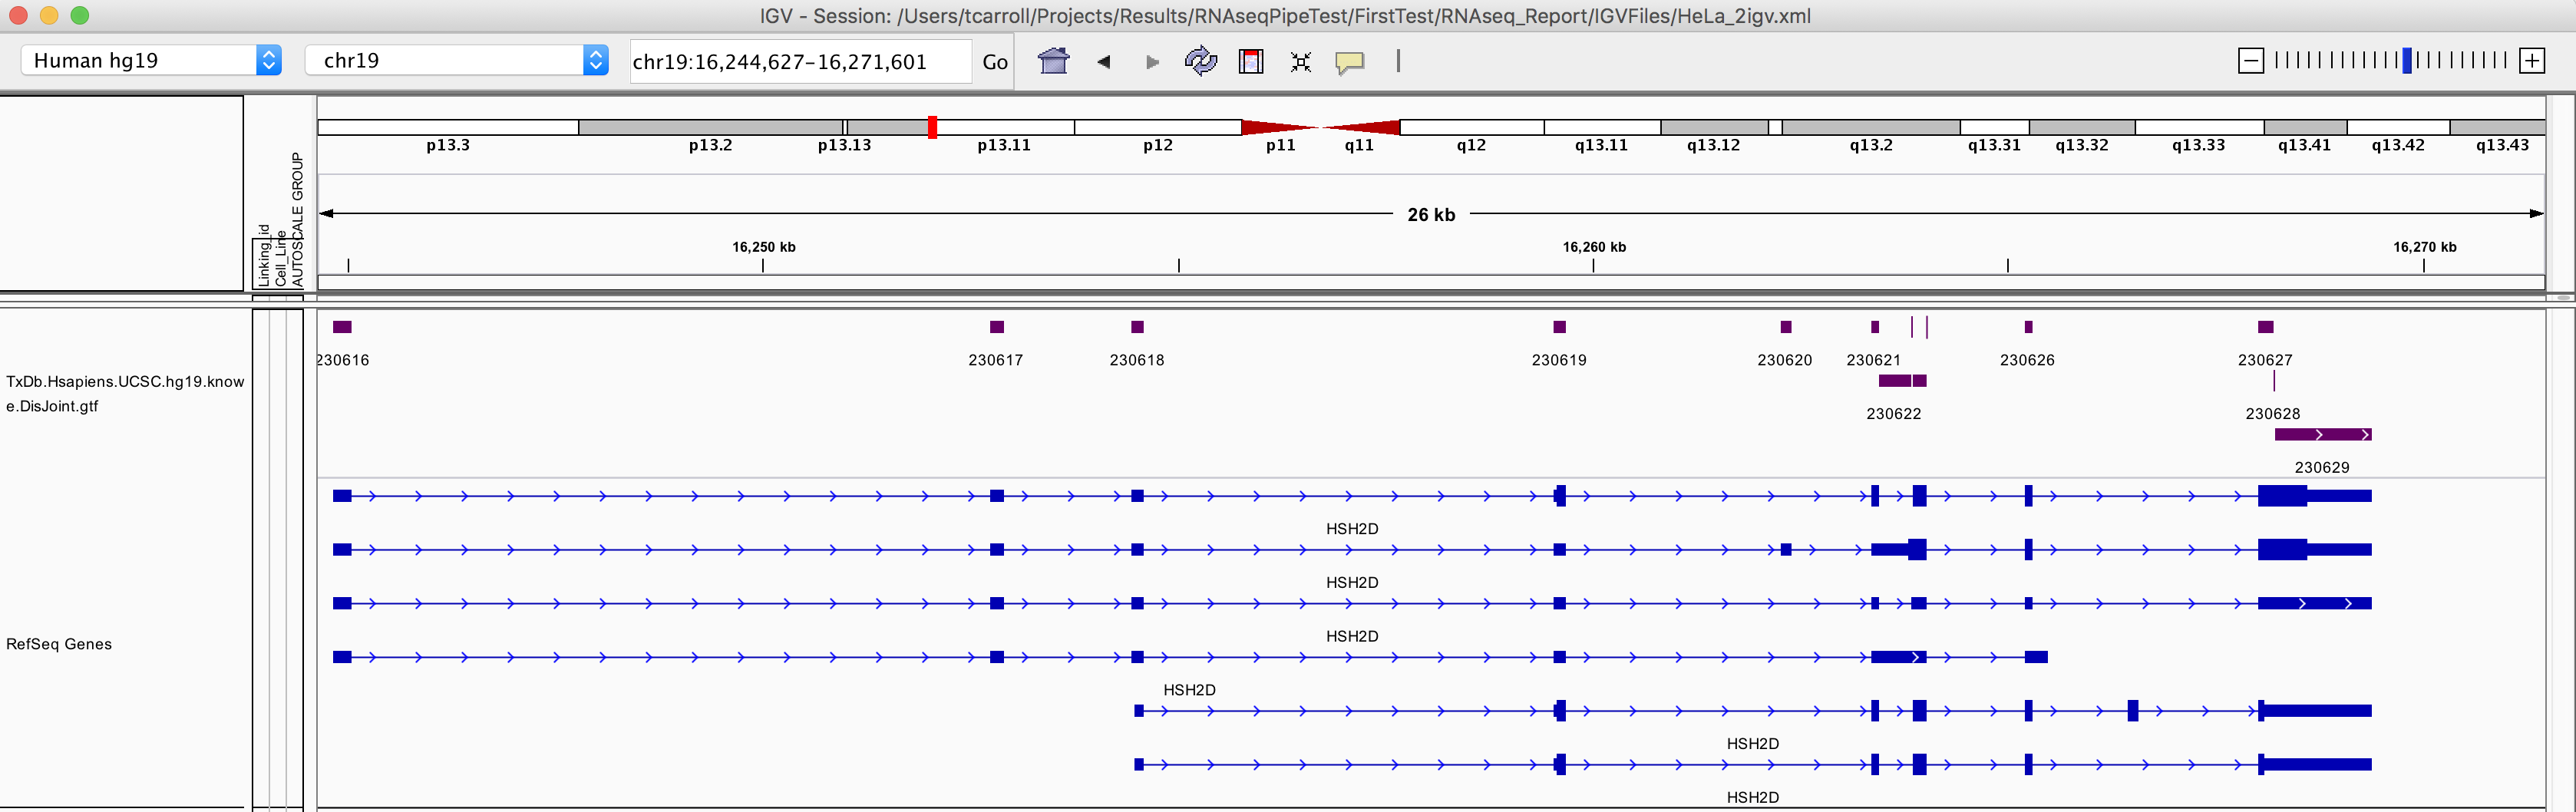 IGV - Session: /Users/tcarroll/Projects/Results/RNAseqPipeTest/FirstTest/RNAseq_Report/IGVFiles/HeLa_2igv.xml
Human hg19 chr19 chr19:16,244,627-16,271,601 Go
p13.3 p13.2 p13.13 p13.11 p12 p11 q11 q12 q13.11 q13.12 q13.2 q13.31 q13.32 q13.33 q13.41 q13.42 q13.43
Linking_id
Cell_Line
AUTOSCALE GROUP
26 kb
16,250 kb 16,260 kb 16,270 kb
230616 230617 230618 230619 230620 230621 230626 230627
TxDb.Hsapiens.UCSC.hg19.know
e.DisJoint.gtf
230622 230628
230629
HSH2D
HSH2D
HSH2D
RefSeq Genes
HSH2D
HSH2D
HSH2D